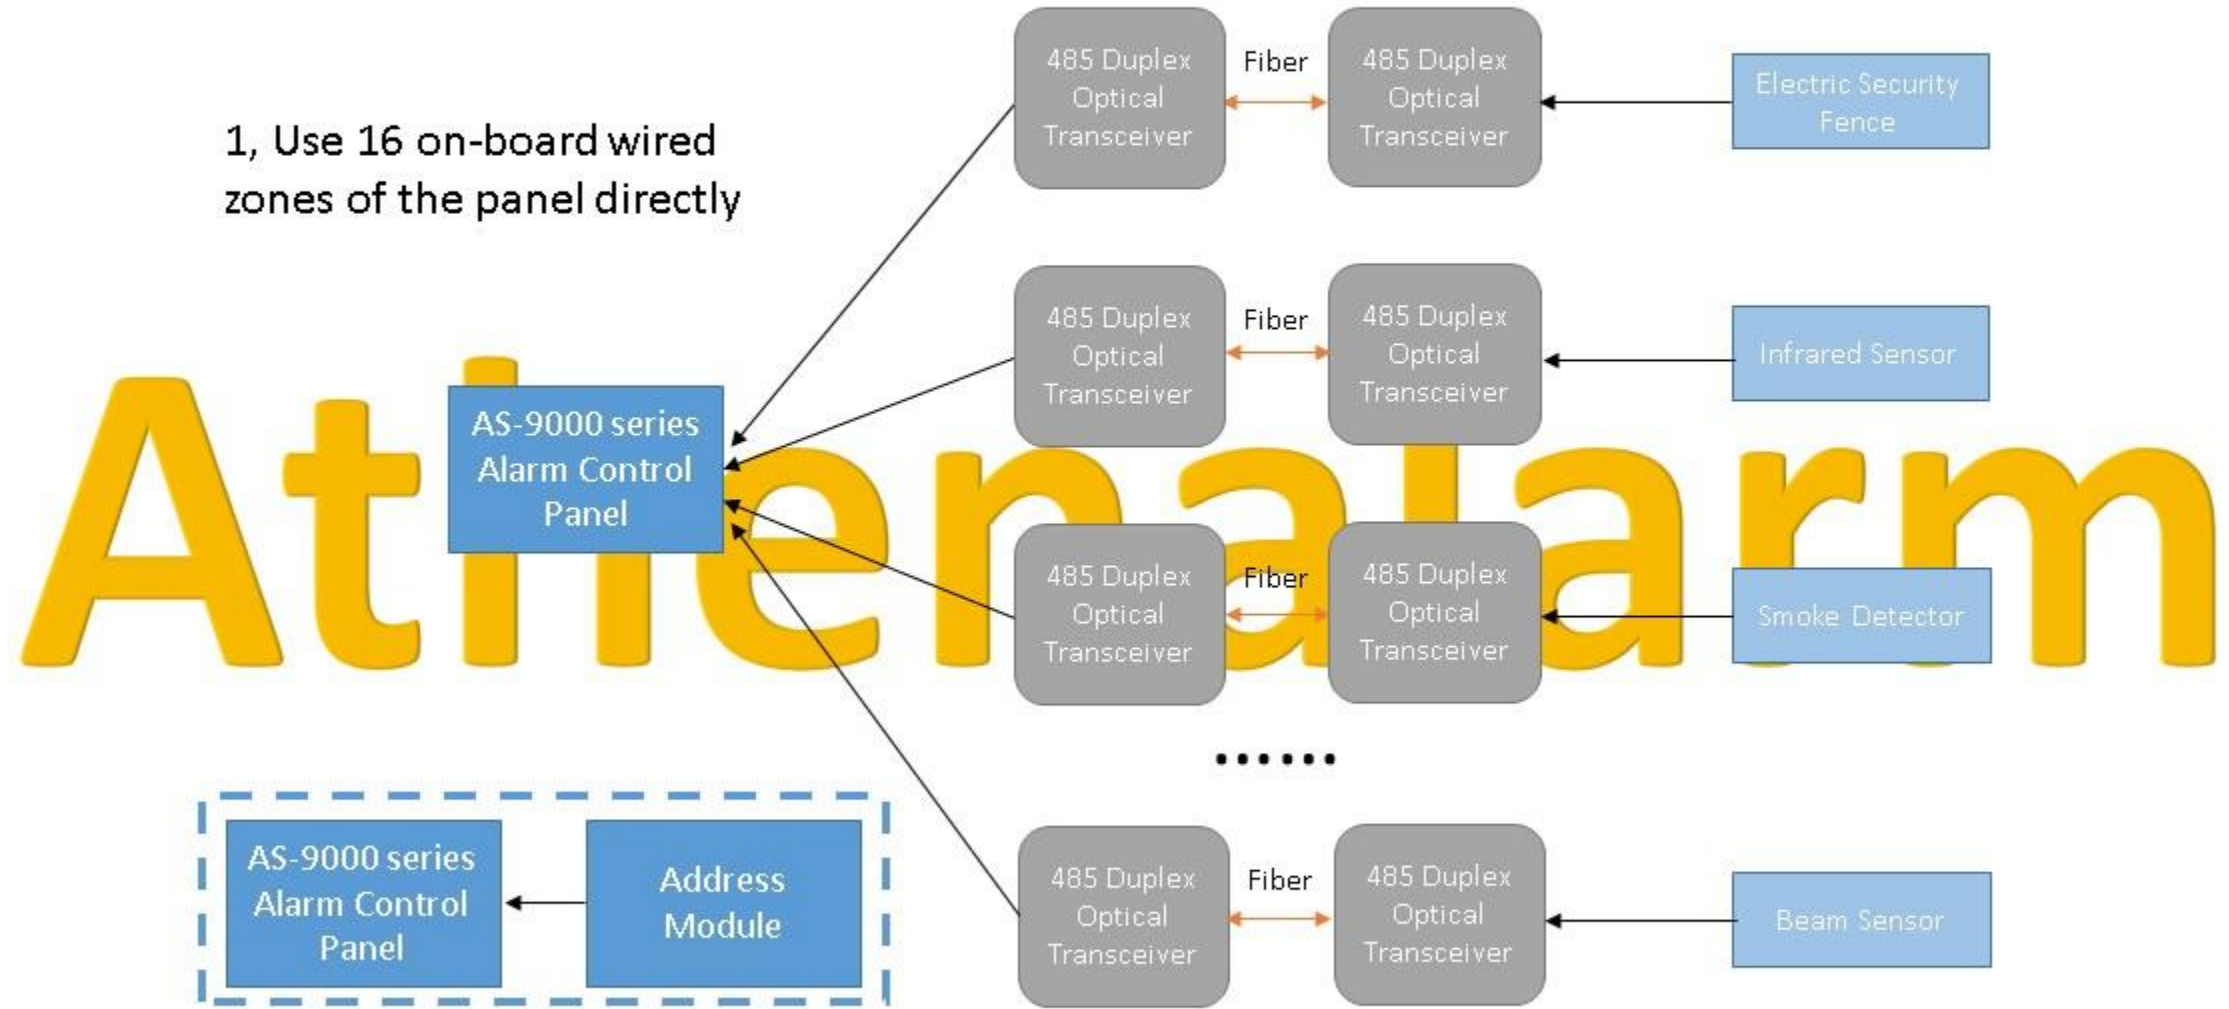 1, Use 16 on-board wired
zones of the panel directly
485 Duplex
Optical
Transceiver
Fiber
485 Duplex
Optical
Transceiver
Electric Security
Fence
485 Duplex
Optical
Transceiver
Fiber
485 Duplex
Optical
Transceiver
Infrared Sensor
Athenalarm
AS-9000 series
Alarm Control
Panel
485 Duplex
Optical
Transceiver
Fiber
485 Duplex
Optical
Transceiver
Smoke Detector
......
AS-9000 series
Alarm Control
Panel
Address
Module
485 Duplex
Optical
Transceiver
Fiber
485 Duplex
Optical
Transceiver
Beam Sensor